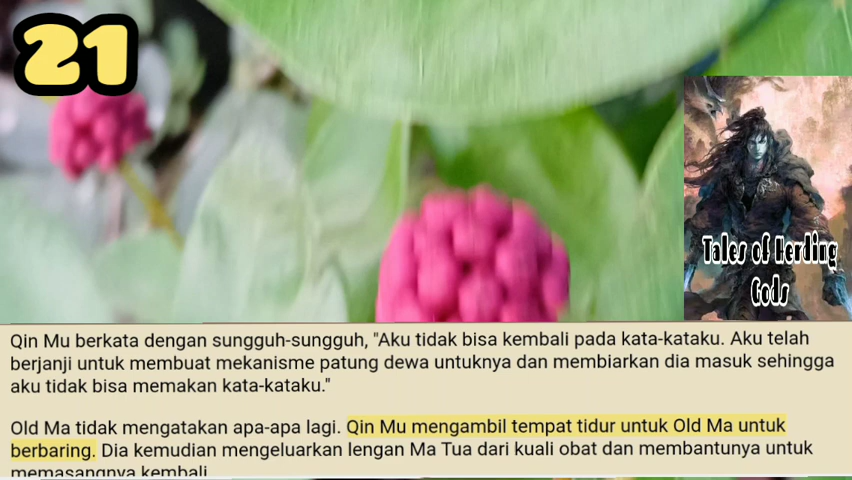 21
Tales of Herding
Gods
Qin Mu berkata dengan sungguh-sungguh, "Aku tidak bisa kembali pada kata-kataku. Aku telah
berjanji untuk membuat mekanisme patung dewa untuknya dan membiarkan dia masuk sehingga
aku tidak bisa memakan kata-kataku."
Old Ma tidak mengatakan apa-apa lagi. Qin Mu mengambil tempat tidur untuk Old Ma untuk
berbaring. Dia kemudian mengeluarkan lengan Ma Tua dari kuali obat dan membantunya untuk
memasangnya kembali